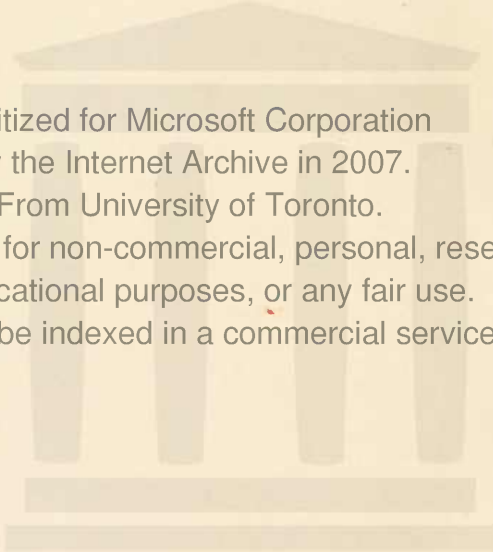 itized for Microsoft Corporation
the Internet Archive in 2007.
From University of Toronto.
for non-commercial, personal, rese
cational purposes, or any fair use.
be indexed in a commercial service